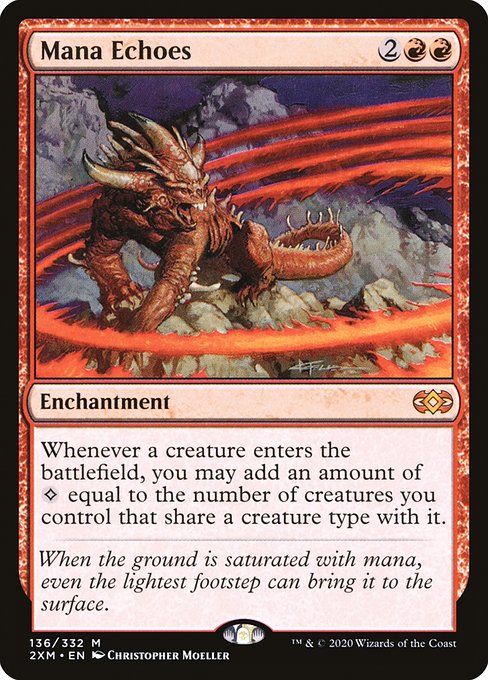 Mana Echoes 2
Enchantment
Whenever a creature enters the
battlefield, you may add an amount of
equal to the number of creatures you
control that share a creature type with it.
When the ground is saturated with mana,
even the lightest footstep can bring it to the
surface.
136/332 M
2XM • EN Christopher Moeller
™ & © 2020 Wizards of the Coast